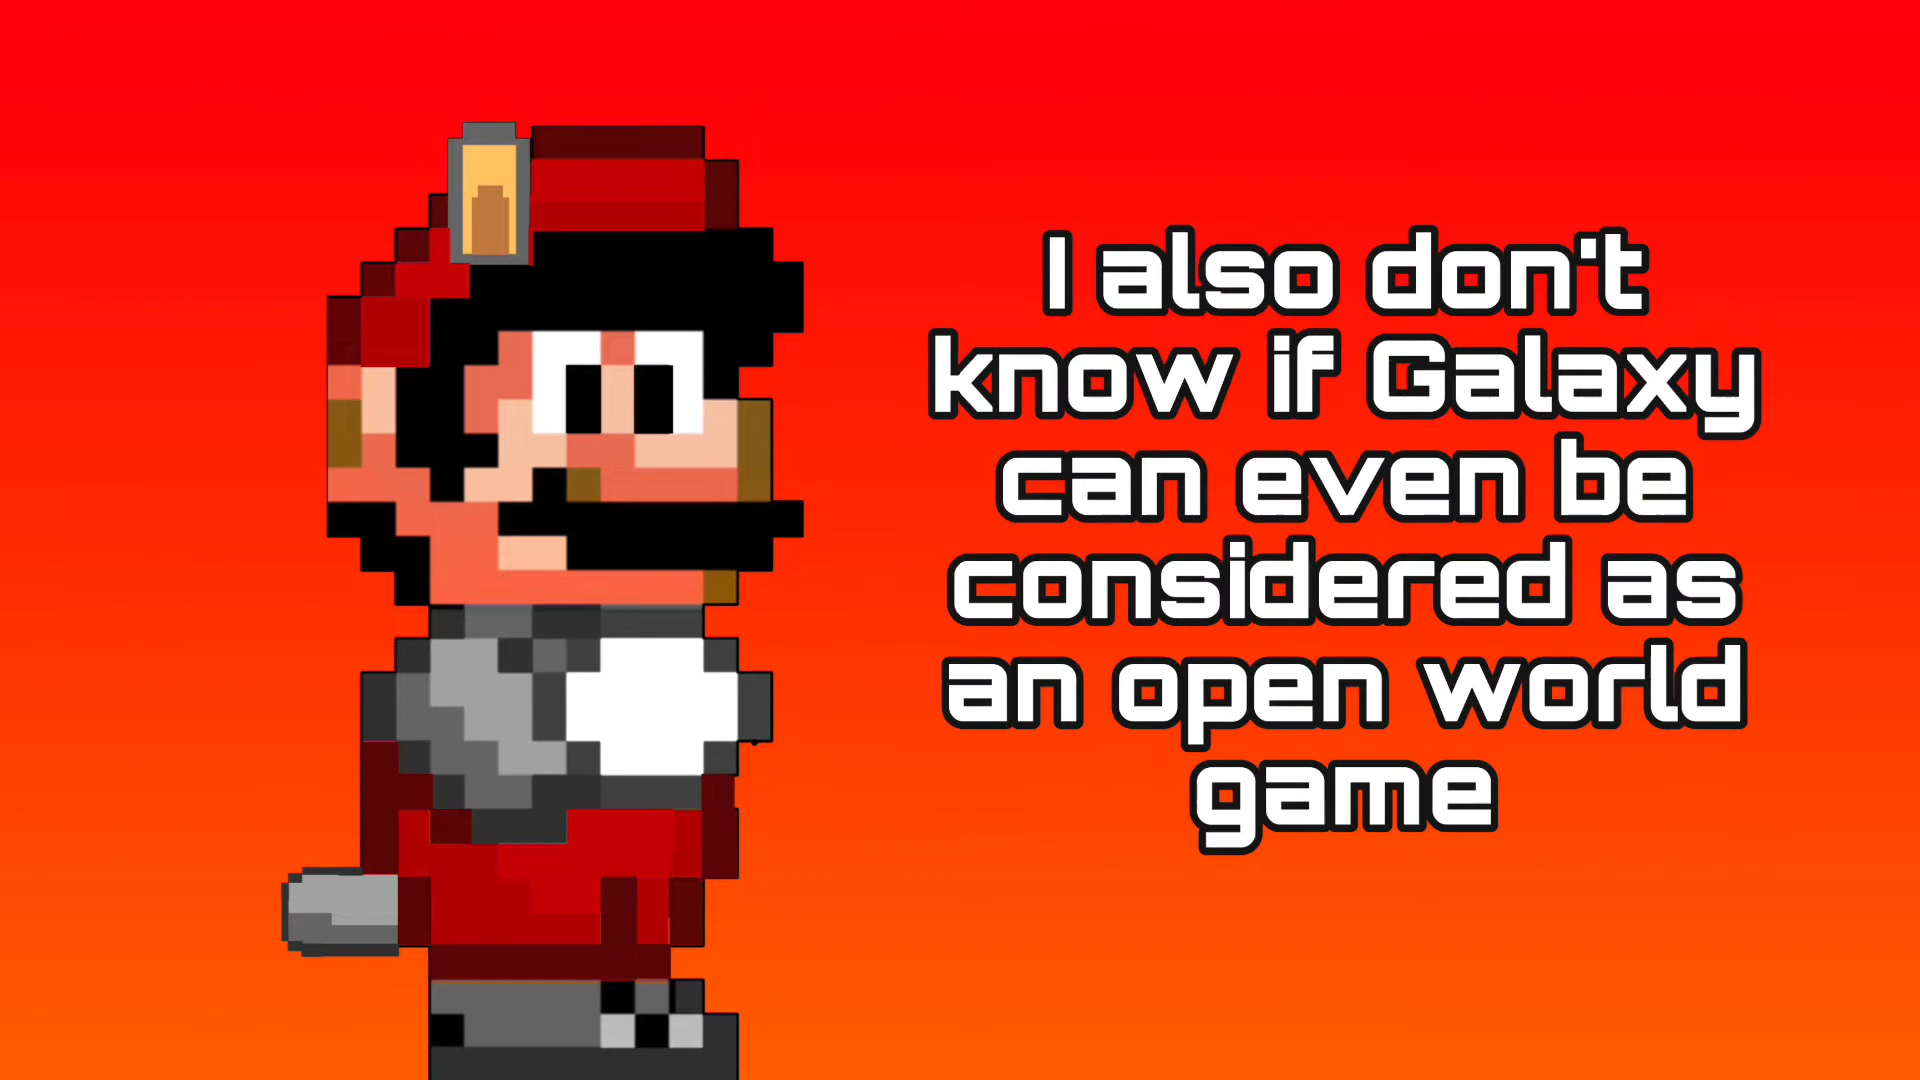 I also don't
know if Galaxy
can even be
considered as
an open world
game